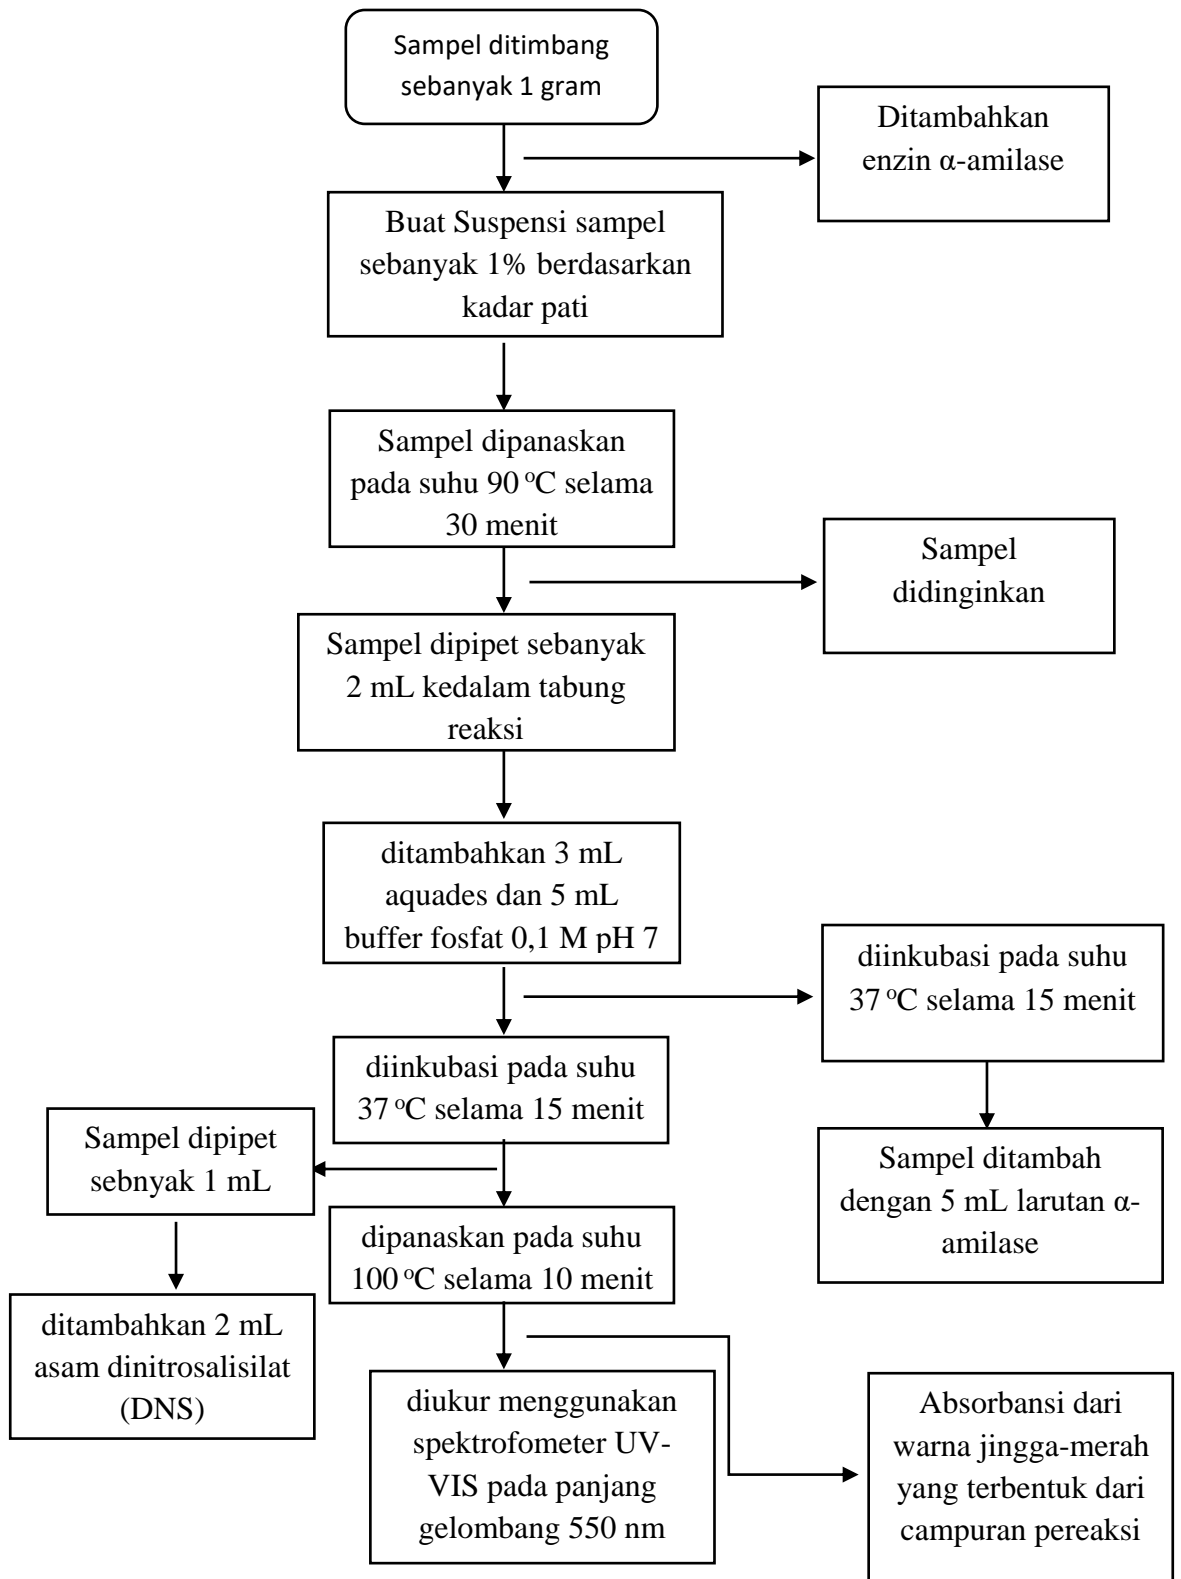 Sampel ditimbang
sebanyak 1 gram
Ditambahkan
enzin α-amilase
Buat Suspensi sampel
sebanyak 1% berdasarkan
kadar pati
Sampel dipanaskan
pada suhu 90 °C selama
30 menit
Sampel
didinginkan
Sampel dipipet sebanyak
2 mL kedalam tabung
reaksi
ditambahkan 3 mL
aquades dan 5 mL
buffer fosfat 0,1 M pH 7
diinkubasi pada suhu
37 °C selama 15 menit
diinkubasi pada suhu
37 °C selama 15 menit
Sampel dipipet
sebnyak 1 mL
Sampel ditambah
dengan 5 mL larutan α-
amilase
dipanaskan pada suhu
100 °C selama 10 menit
ditambahkan 2 mL
asam dinitrosalisilat
(DNS)
diukur menggunakan
spektrofometer UV-
VIS pada panjang
gelombang 550 nm
Absorbansi dari
warna jingga-merah
yang terbentuk dari
campuran pereaksi